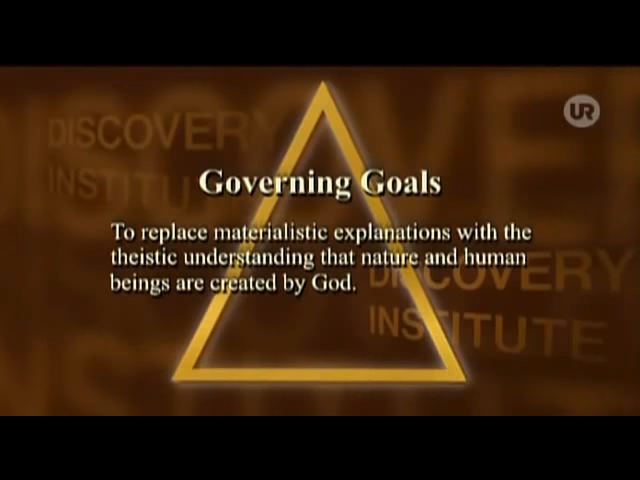 UR
DISCOVERY
INSTITU
Governing Goals
To replace materialistic explanations with the
theistic understanding that nature and human
beings are created by God.
DISCOVERY
INSTITUTE